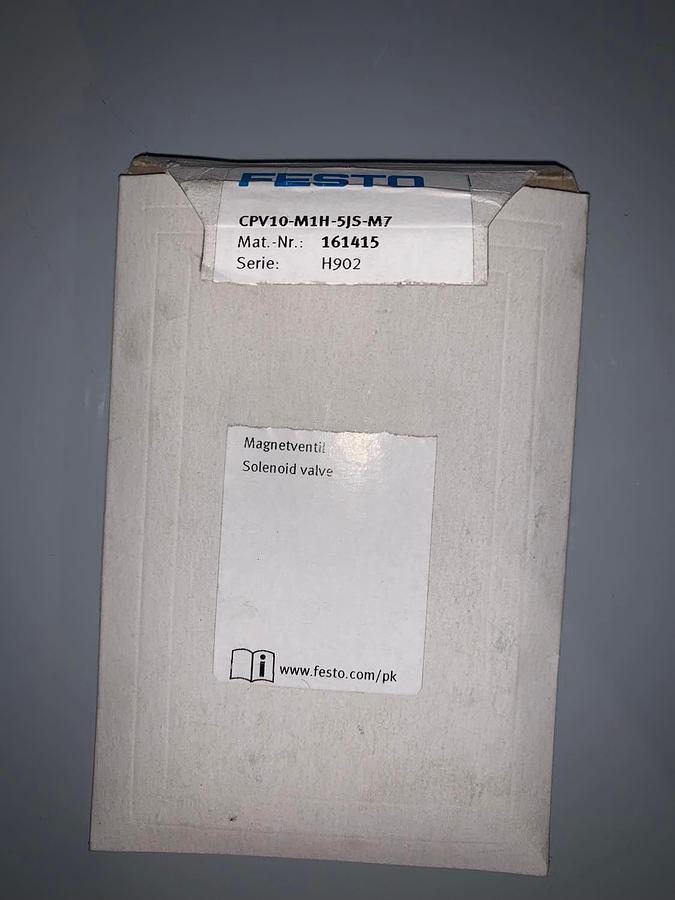 FESTO
CPV10-M1H-5JS-M7
Mat.-Nr.: 161415
Serie: H902
Magnetventil
Solenoid valve
www.festo.com/pk